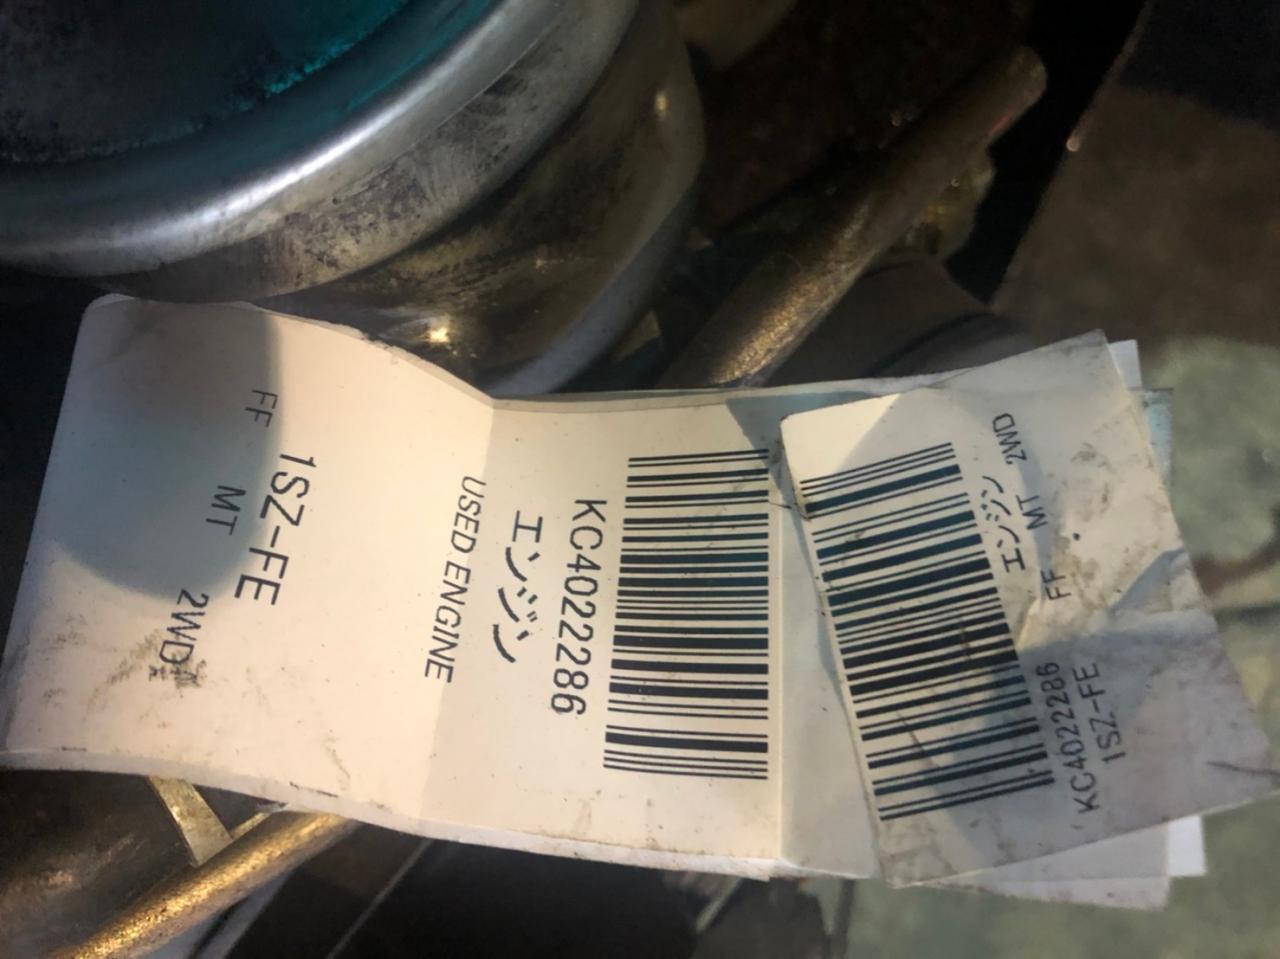 KC4022286
エンジン
USED ENGINE
1SZ-FE
FF MT 2WD
エンジン 2WD
FF MT
KC4022286
1SZ-FE